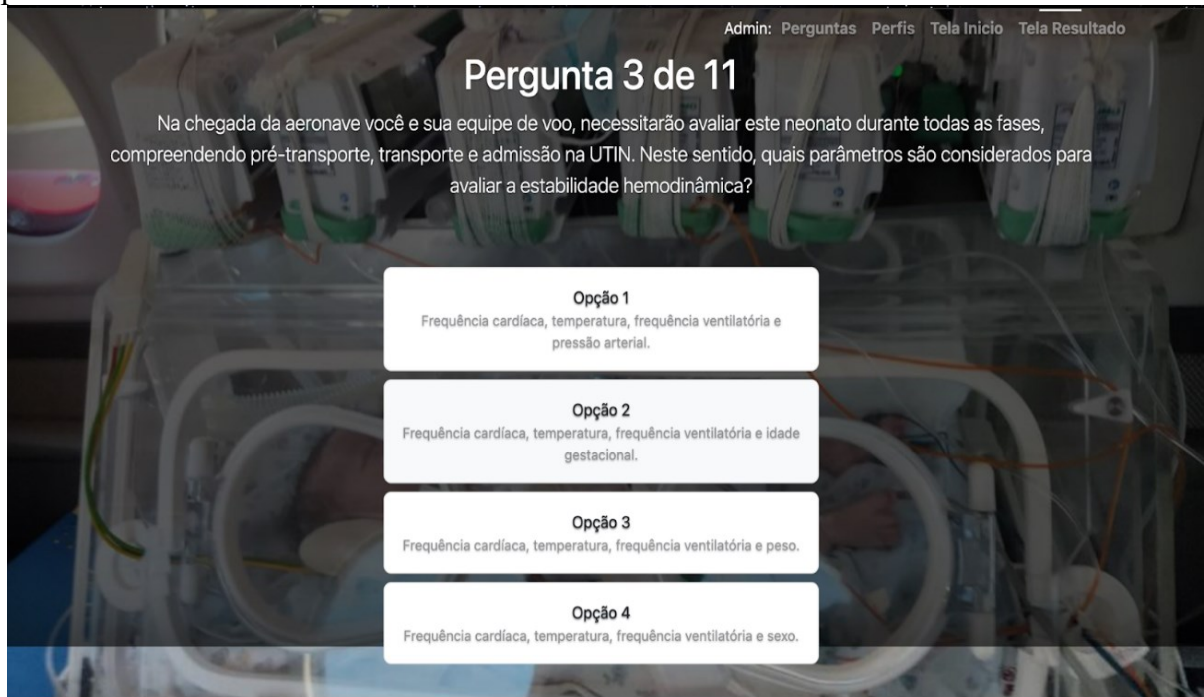 Admin: Perguntas Perfis Tela Inicio Tela Resultado
Pergunta 3 de 11
Na chegada da aeronave você e sua equipe de voo, necessitarão avaliar este neonato durante todas as fases,
compreendendo pré-transporte, transporte e admissão na UTIN. Neste sentido, quais parâmetros são considerados para
avaliar a estabilidade hemodinâmica?
Opção 1
Frequência cardíaca, temperatura, frequência ventilatória e
pressão arterial.
Opção 2
Frequência cardíaca, temperatura, frequência ventilatória e idade
gestacional.
Opção 3
Frequência cardíaca, temperatura, frequência ventilatória e peso.
Opção 4
Frequência cardíaca, temperatura, frequência ventilatória e sexo.